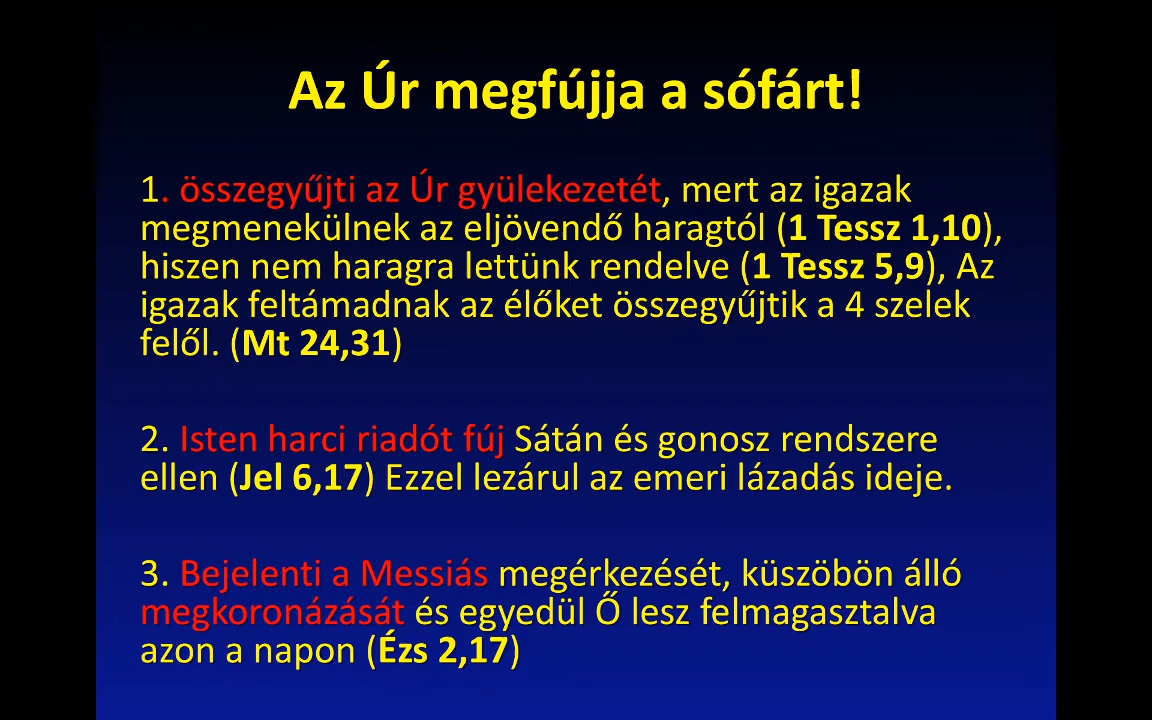 Az Úr megfújja a sófárt!
1. összegyűjti az Úr gyülekezetét, mert az igazak
megmenekülnek az eljövendő haragtól (1 Tessz 1,10),
hiszen nem haragra lettünk rendelve (1 Tessz 5,9), Az
igazak feltámadnak az élőket összegyűjtik a 4 szelek
felől. (Mt 24,31)
2. Isten harci riadót fúj Sátán és gonosz rendszere
ellen (Jel 6,17) Ezzel lezárul az emeri lázadás ideje.
3. Bejelenti a Messiás megérkezését, küszöbön álló
megkoronázását és egyedül Ő lesz felmagasztalva
azon a napon (Ézs 2,17)